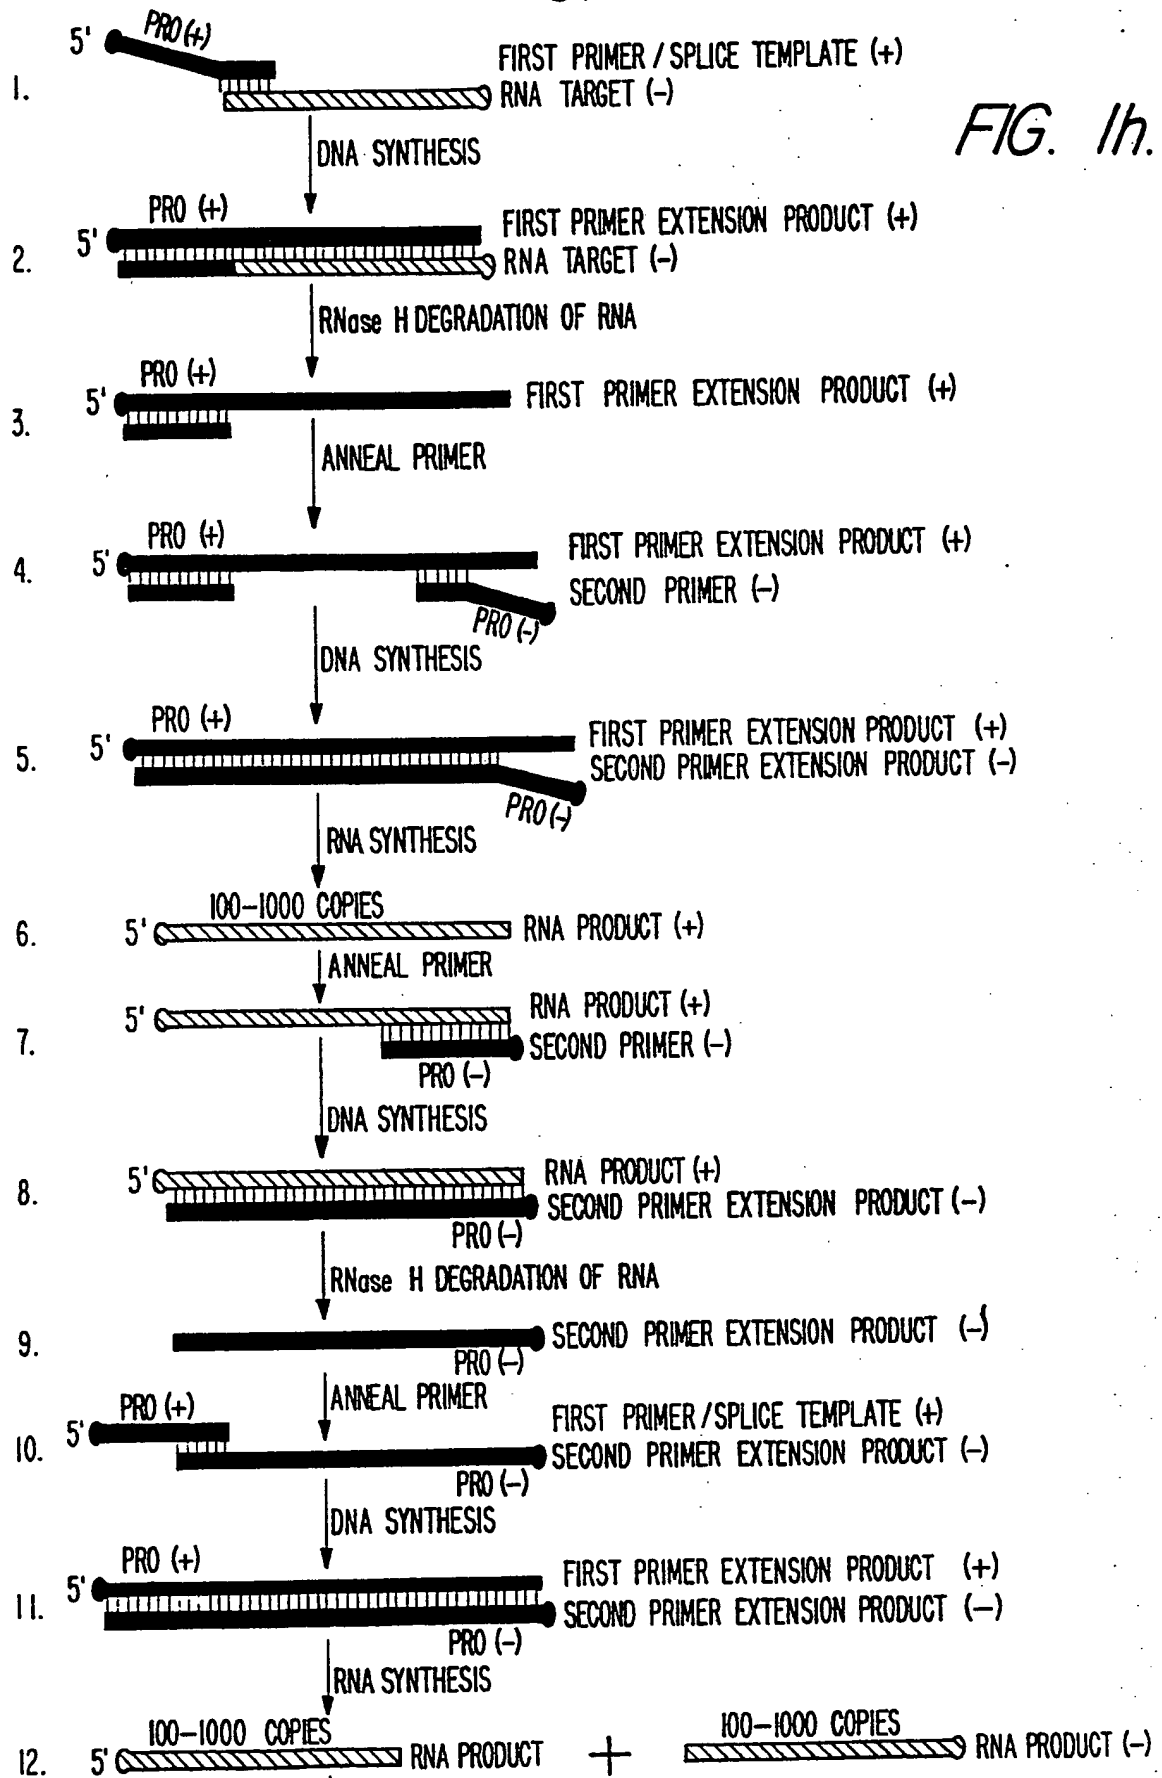 FIG. 1h.
5' PRO (+)
FIRST PRIMER / SPLICE TEMPLATE (+)
1.
RNA TARGET (-)
DNA SYNTHESIS
PRO (+)
5' FIRST PRIMER EXTENSION PRODUCT (+)
2. RNA TARGET (-)
RNase H DEGRADATION OF RNA
PRO (+)
5' FIRST PRIMER EXTENSION PRODUCT (+)
3.
ANNEAL PRIMER
PRO (+)
5' FIRST PRIMER EXTENSION PRODUCT (+)
4. SECOND PRIMER (-)
PRO (-)
DNA SYNTHESIS
PRO (+)
5' FIRST PRIMER EXTENSION PRODUCT (+)
5. SECOND PRIMER EXTENSION PRODUCT (-)
PRO (-)
RNA SYNTHESIS
100-1000 COPIES
6. 5' RNA PRODUCT (+)
ANNEAL PRIMER
5' RNA PRODUCT (+)
7. SECOND PRIMER (-)
PRO (-)
DNA SYNTHESIS
5' RNA PRODUCT (+)
8. SECOND PRIMER EXTENSION PRODUCT (-)
PRO (-)
RNase H DEGRADATION OF RNA
9. SECOND PRIMER EXTENSION PRODUCT (-)
PRO (-)
ANNEAL PRIMER
PRO (+)
5' FIRST PRIMER / SPLICE TEMPLATE (+)
10. SECOND PRIMER EXTENSION PRODUCT (-)
PRO (-)
DNA SYNTHESIS
PRO (+)
5' FIRST PRIMER EXTENSION PRODUCT (+)
11. SECOND PRIMER EXTENSION PRODUCT (-)
PRO (-)
RNA SYNTHESIS
100-1000 COPIES 100-1000 COPIES
12. 5' RNA PRODUCT + RNA PRODUCT (-)